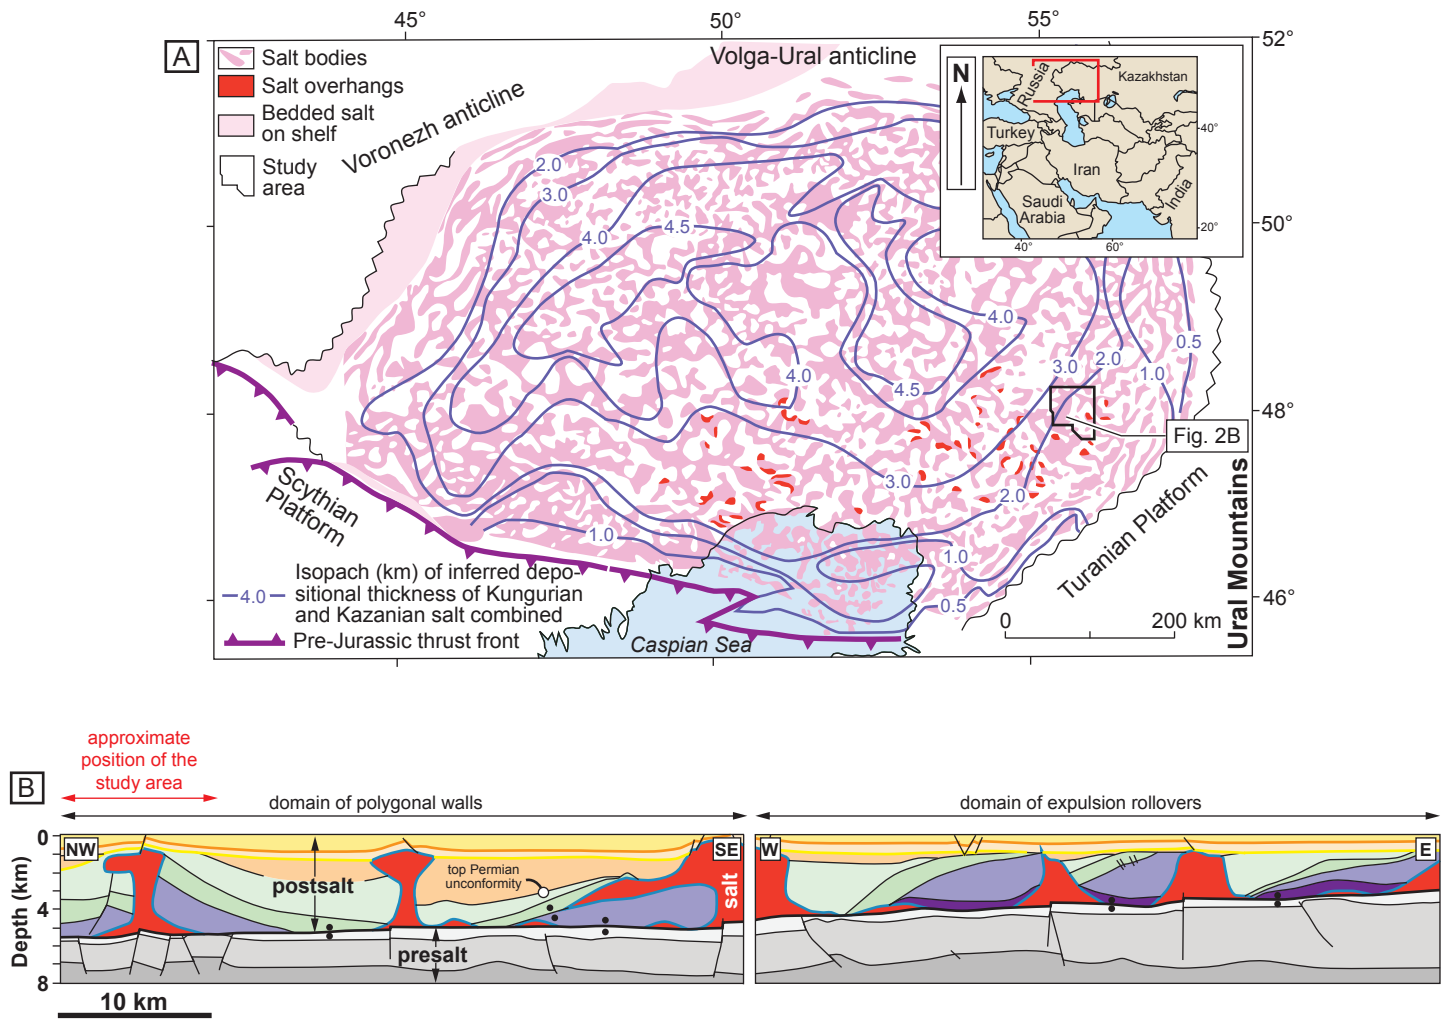 45°
50°
55°
A
Salt bodies
Salt overhangs
Bedded salt
on shelf
Study
area
Voronezh anticline
Volga-Ural anticline
52°
N
Russia
Kazakhstan
Turkey
40°
Iran
Saudi
Arabia
India
20°
40°
60°
50°
2.0
3.0
4.0
4.5
4.0
0.5
3.0
2.0
1.0
4.0
4.5
48°
Fig. 2B
3.0
2.0
1.0
1.0
0.5
46°
Scythian
Platform
Turanian Platform
Ural Mountains
Isopach (km) of inferred depo-
4.0
sitional thickness of Kungurian
and Kazanian salt combined
Pre-Jurassic thrust front
Caspian Sea
0
200 km
approximate
position of the
study area
B
domain of polygonal walls
domain of expulsion rollovers
0
4
8
Depth (km)
NW
SE
W
E
top Permian
unconformity
postsalt
presalt
salt
10 km